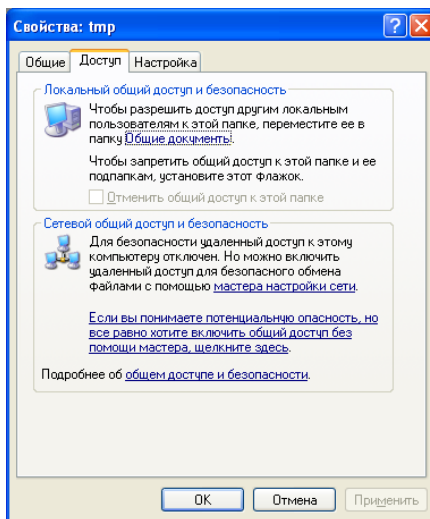 Свойства: tmp
Общие Доступ Настройка
Локальный общий доступ и безопасность
Чтобы разрешить доступ другим локальным
пользователям к этой папке, переместите ее в
папку Общие документы.
Чтобы запретить общий доступ к этой папке и ее
подпапкам, установите этот флажок.
Отменить общий доступ к этой папке
Сетевой общий доступ и безопасность
Для безопасности удаленный доступ к этому
компьютеру отключен. Но можно включить
удаленный доступ для безопасного обмена
файлами с помощью мастера настройки сети.
Если вы понимаете потенциальную опасность, но
все равно хотите включить общий доступ без
помощи мастера, щелкните здесь.
Подробнее об общем доступе и безопасности.
OK Отмена Применить